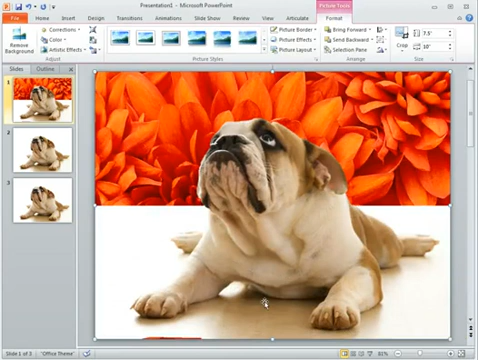 Presentation1 - Microsoft PowerPoint
Picture Tools
File Home Insert Design Transitions Animations Slide Show Review View Articulate Format
Remove Background
Corrections
Color
Artistic Effects
Adjust
Picture Styles
Picture Border
Picture Effects
Picture Layout
Bring Forward
Send Backward
Selection Pane
Arrange
Crop
7.5"
10"
Size
Slides Outline
1
2
3
Slide 1 of 3 "Office Theme" 81%